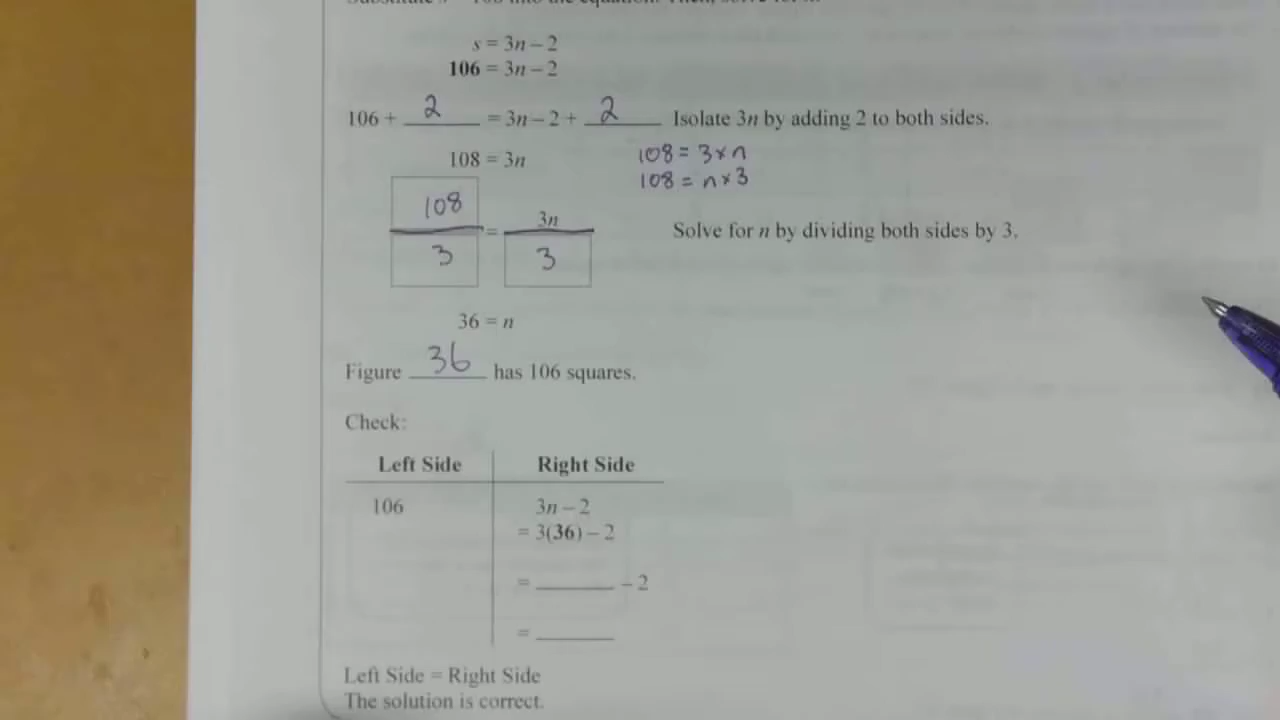 s = 3n – 2
106 = 3n – 2
106 + 2 = 3n – 2 + 2 Isolate 3n by adding 2 to both sides.
108 = 3n 108 = 3 × n
108 = n × 3
108/3 = 3n/3 Solve for n by dividing both sides by 3.
36 = n
Figure 36 has 106 squares.
Check:
Left Side Right Side
106 3n – 2
= 3(36) – 2
= ______ – 2
= ______
Left Side = Right Side
The solution is correct.